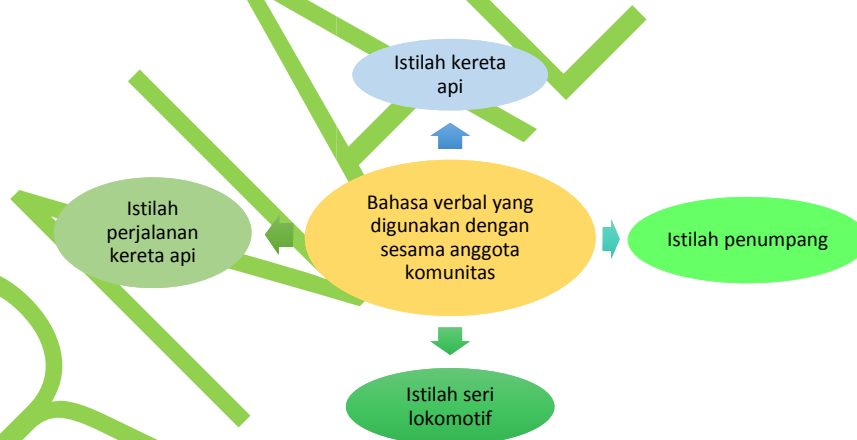 Istilah kereta
api
Istilah
perjalanan
kereta api
Bahasa verbal yang
digunakan dengan
sesama anggota
komunitas
Istilah penumpang
Istilah seri
lokomotif